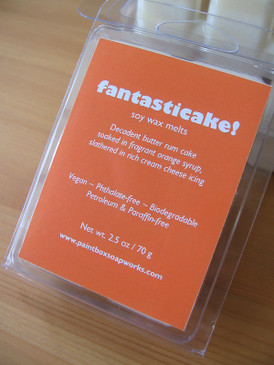 fantasticake!
soy wax melts
Decadent butter rum cake
soaked in fragrant orange syrup,
slathered in rich cream cheese icing
Vegan ~ Phthalate-free ~ Biodegradable
Petroleum & Paraffin-free
Net wt. 2.5 oz / 70 g
www.paintboxsoapworks.com